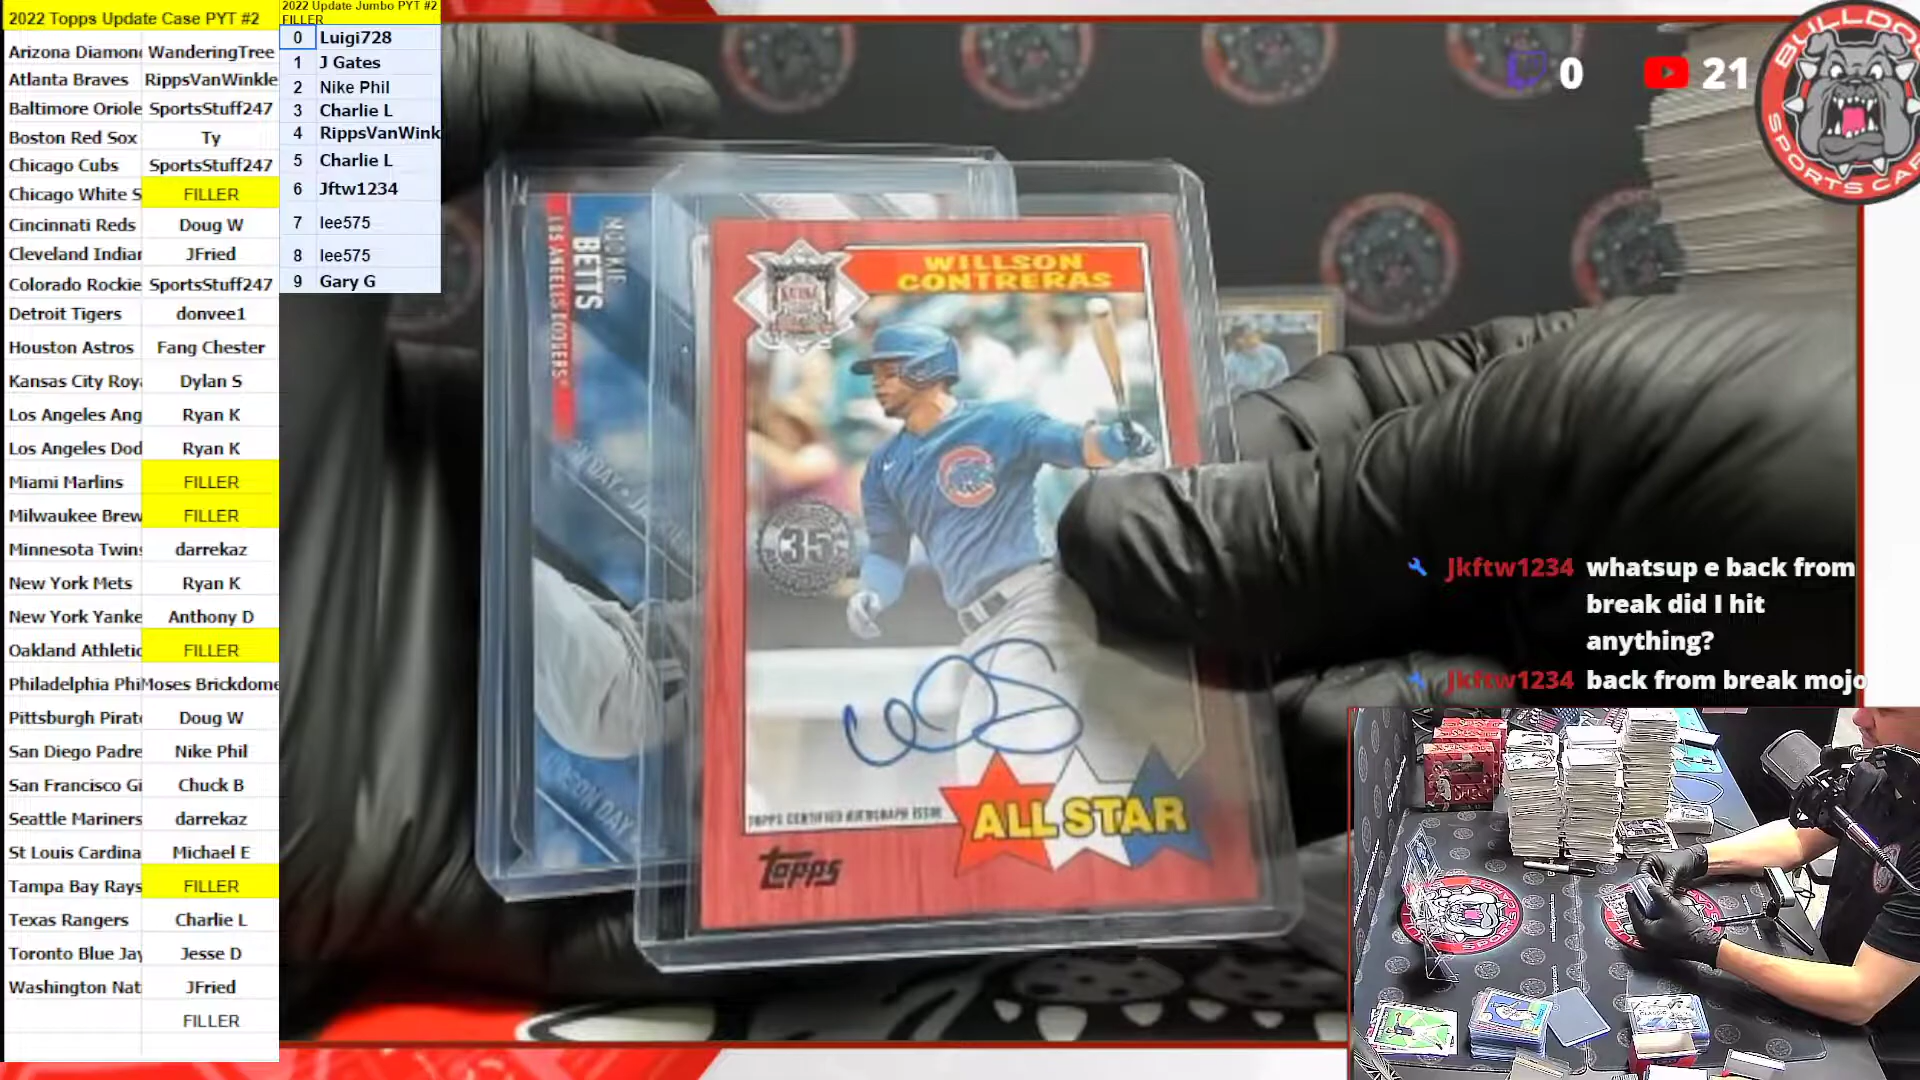 2022 Topps Update Case PYT #2
Arizona Diamon WanderingTree
Atlanta Braves RippsVanWinkle
Baltimore Oriole SportsStuff247
Boston Red Sox Ty
Chicago Cubs SportsStuff247
Chicago White S FILLER
Cincinnati Reds Doug W
Cleveland Indian JFried
Colorado Rockie SportsStuff247
Detroit Tigers donvee1
Houston Astros Fang Chester
Kansas City Roy Dylan S
Los Angeles Ang Ryan K
Los Angeles Dod Ryan K
Miami Marlins FILLER
Milwaukee Brew FILLER
Minnesota Twins darrekaz
New York Mets Ryan K
New York Yanke Anthony D
Oakland Athletic FILLER
Philadelphia Phi Moses Brickdome
Pittsburgh Pirat Doug W
San Diego Padre Nike Phil
San Francisco Gi Chuck B
Seattle Mariners darrekaz
St Louis Cardina Michael E
Tampa Bay Rays FILLER
Texas Rangers Charlie L
Toronto Blue Jay Jesse D
Washington Nat JFried
FILLER
2022 Update Jumbo PYT #2
FILLER
0 Luigi728
1 J Gates
2 Nike Phil
3 Charlie L
4 RippsVanWink
5 Charlie L
6 Jftw1234
7 lee575
8 lee575
9 Gary G
MOOKIE
BETTS
LOS ANGELES DODGERS
WILLSON
CONTRERAS
35
TOPPS CERTIFIED AUTOGRAPH ISSUE
ALL STAR
topps
0
21
BULLDO
SPORTS CAR
Jkftw1234 whatsup e back from
break did I hit
anything?
Jkftw1234 back from break mojo